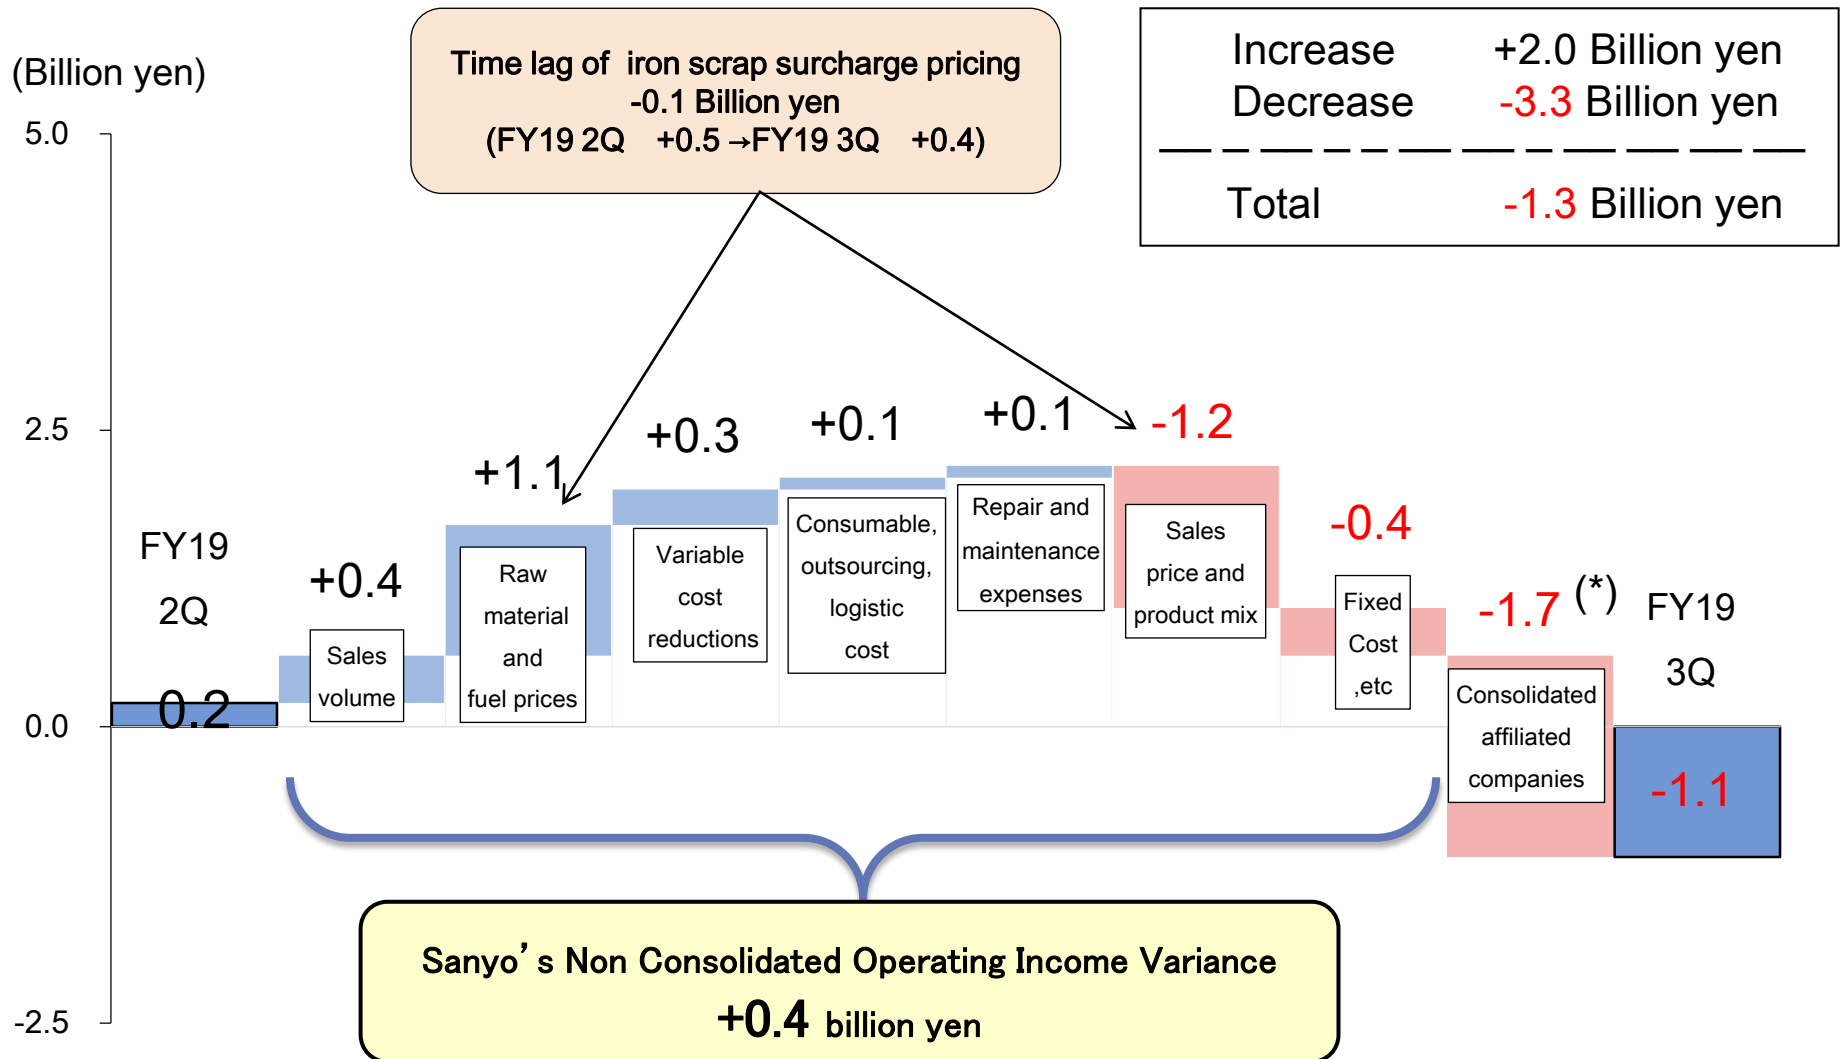 (Billion yen)
Time lag of iron scrap surcharge pricing
-0.1 Billion yen
(FY19 2Q +0.5 →FY19 3Q +0.4)
Increase +2.0 Billion yen
Decrease -3.3 Billion yen
Total -1.3 Billion yen
5.0
2.5
0.0
-2.5
FY19
2Q
0.2
+0.4
Sales
volume
+1.1
Raw
material
and
fuel prices
+0.3
Variable
cost
reductions
+0.1
Consumable,
outsourcing,
logistic
cost
+0.1
Repair and
maintenance
expenses
-1.2
Sales
price and
product mix
-0.4
Fixed
Cost
,etc
-1.7 (*)
Consolidated
affiliated
companies
FY19
3Q
-1.1
Sanyo's Non Consolidated Operating Income Variance
+0.4 billion yen